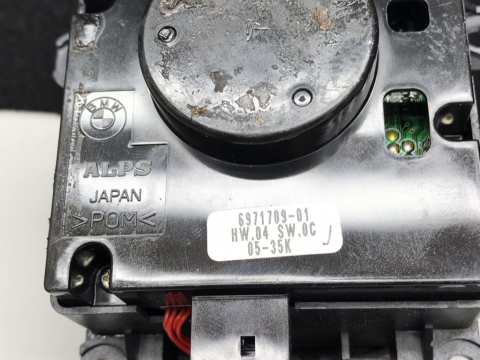 BMW
ALPS
JAPAN
>POM<
6971709-01
HW.04 SW.0C
05-35K